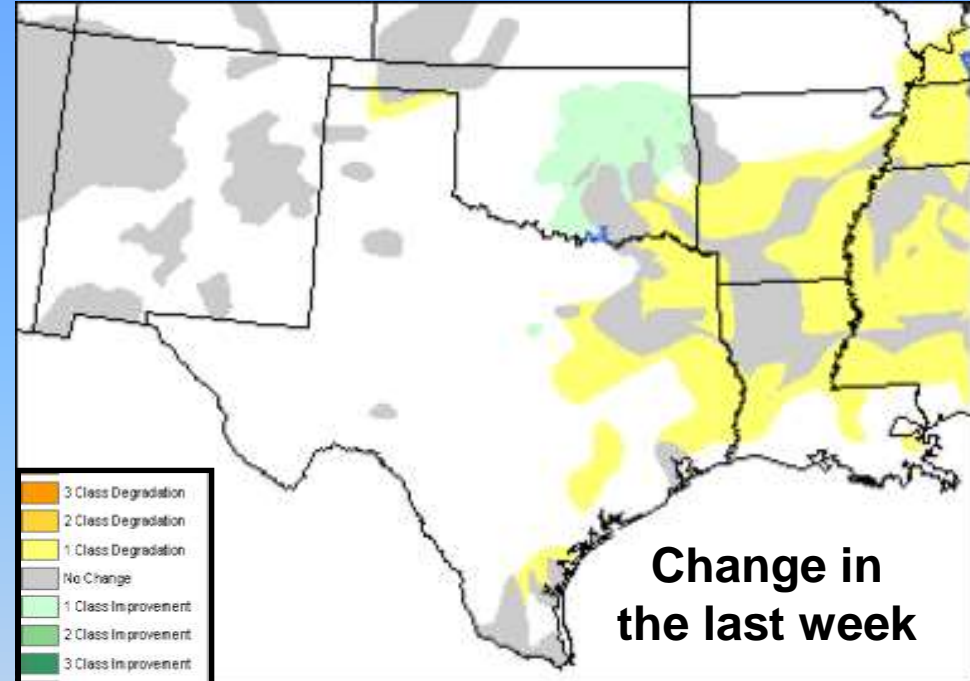 3 Class Degradation
2 Class Degradation
1 Class Degradation
No Change
1 Class Improvement
2 Class Improvement
3 Class Improvement
Change in
the last week